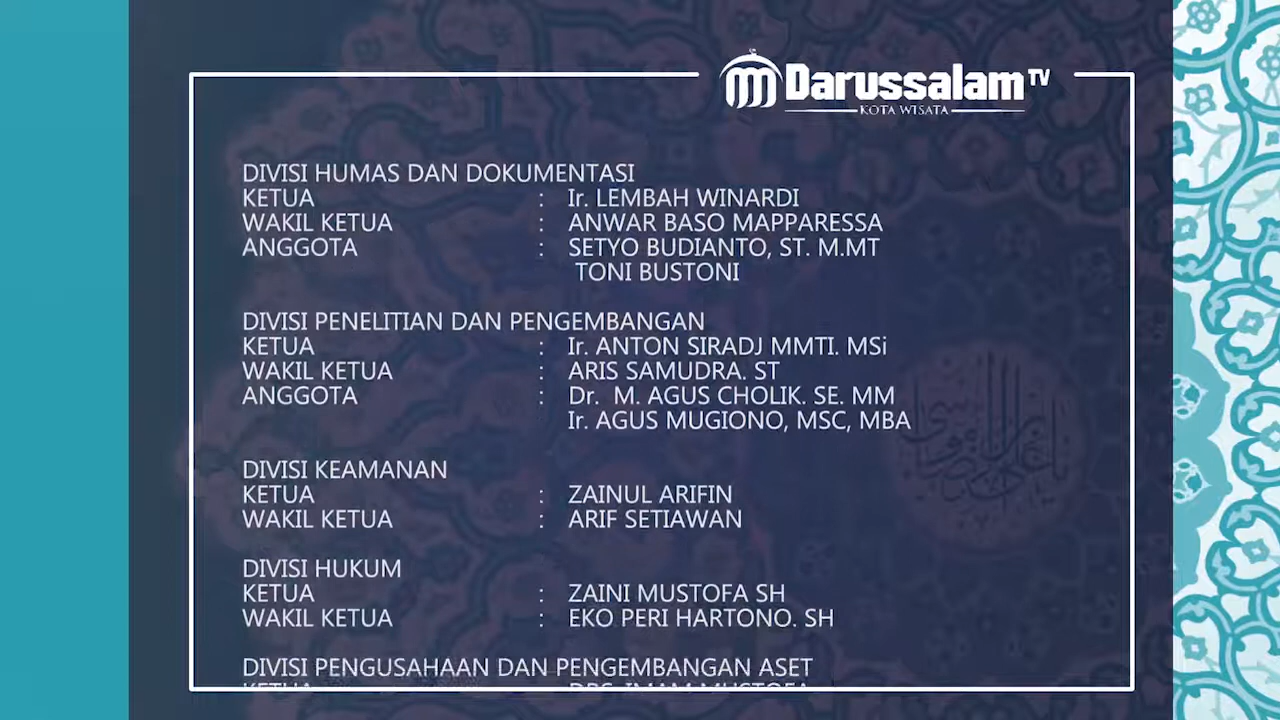 Darussalam TV
KOTA WISATA
DIVISI HUMAS DAN DOKUMENTASI
KETUA : Ir. LEMBAH WINARDI
WAKIL KETUA : ANWAR BASO MAPPARESSA
ANGGOTA : SETYO BUDIANTO, ST. M.MT
TONI BUSTONI
DIVISI PENELITIAN DAN PENGEMBANGAN
KETUA : Ir. ANTON SIRADJ MMTI. MSi
WAKIL KETUA : ARIS SAMUDRA. ST
ANGGOTA : Dr. M. AGUS CHOLIK. SE. MM
Ir. AGUS MUGIONO, MSC, MBA
DIVISI KEAMANAN
KETUA : ZAINUL ARIFIN
WAKIL KETUA : ARIF SETIAWAN
DIVISI HUKUM
KETUA : ZAINI MUSTOFA SH
WAKIL KETUA : EKO PERI HARTONO. SH
DIVISI PENGUSAHAAN DAN PENGEMBANGAN ASET